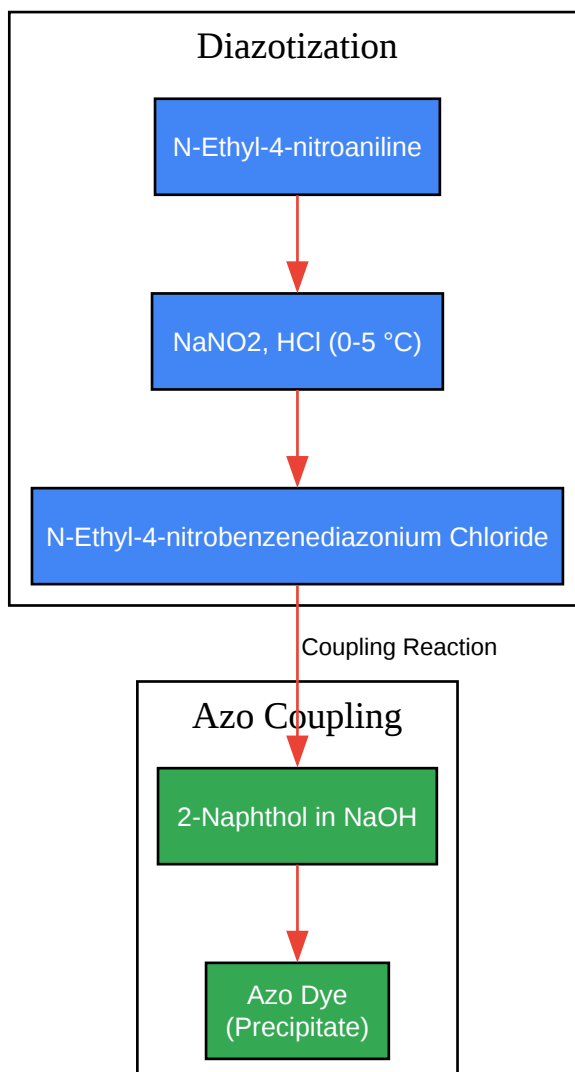 Diazotization
N-Ethyl-4-nitroaniline
NaNO2, HCl (0-5 °C)
N-Ethyl-4-nitrobenzenediazonium Chloride
Coupling Reaction
Azo Coupling
2-Naphthol in NaOH
Azo Dye
(Precipitate)